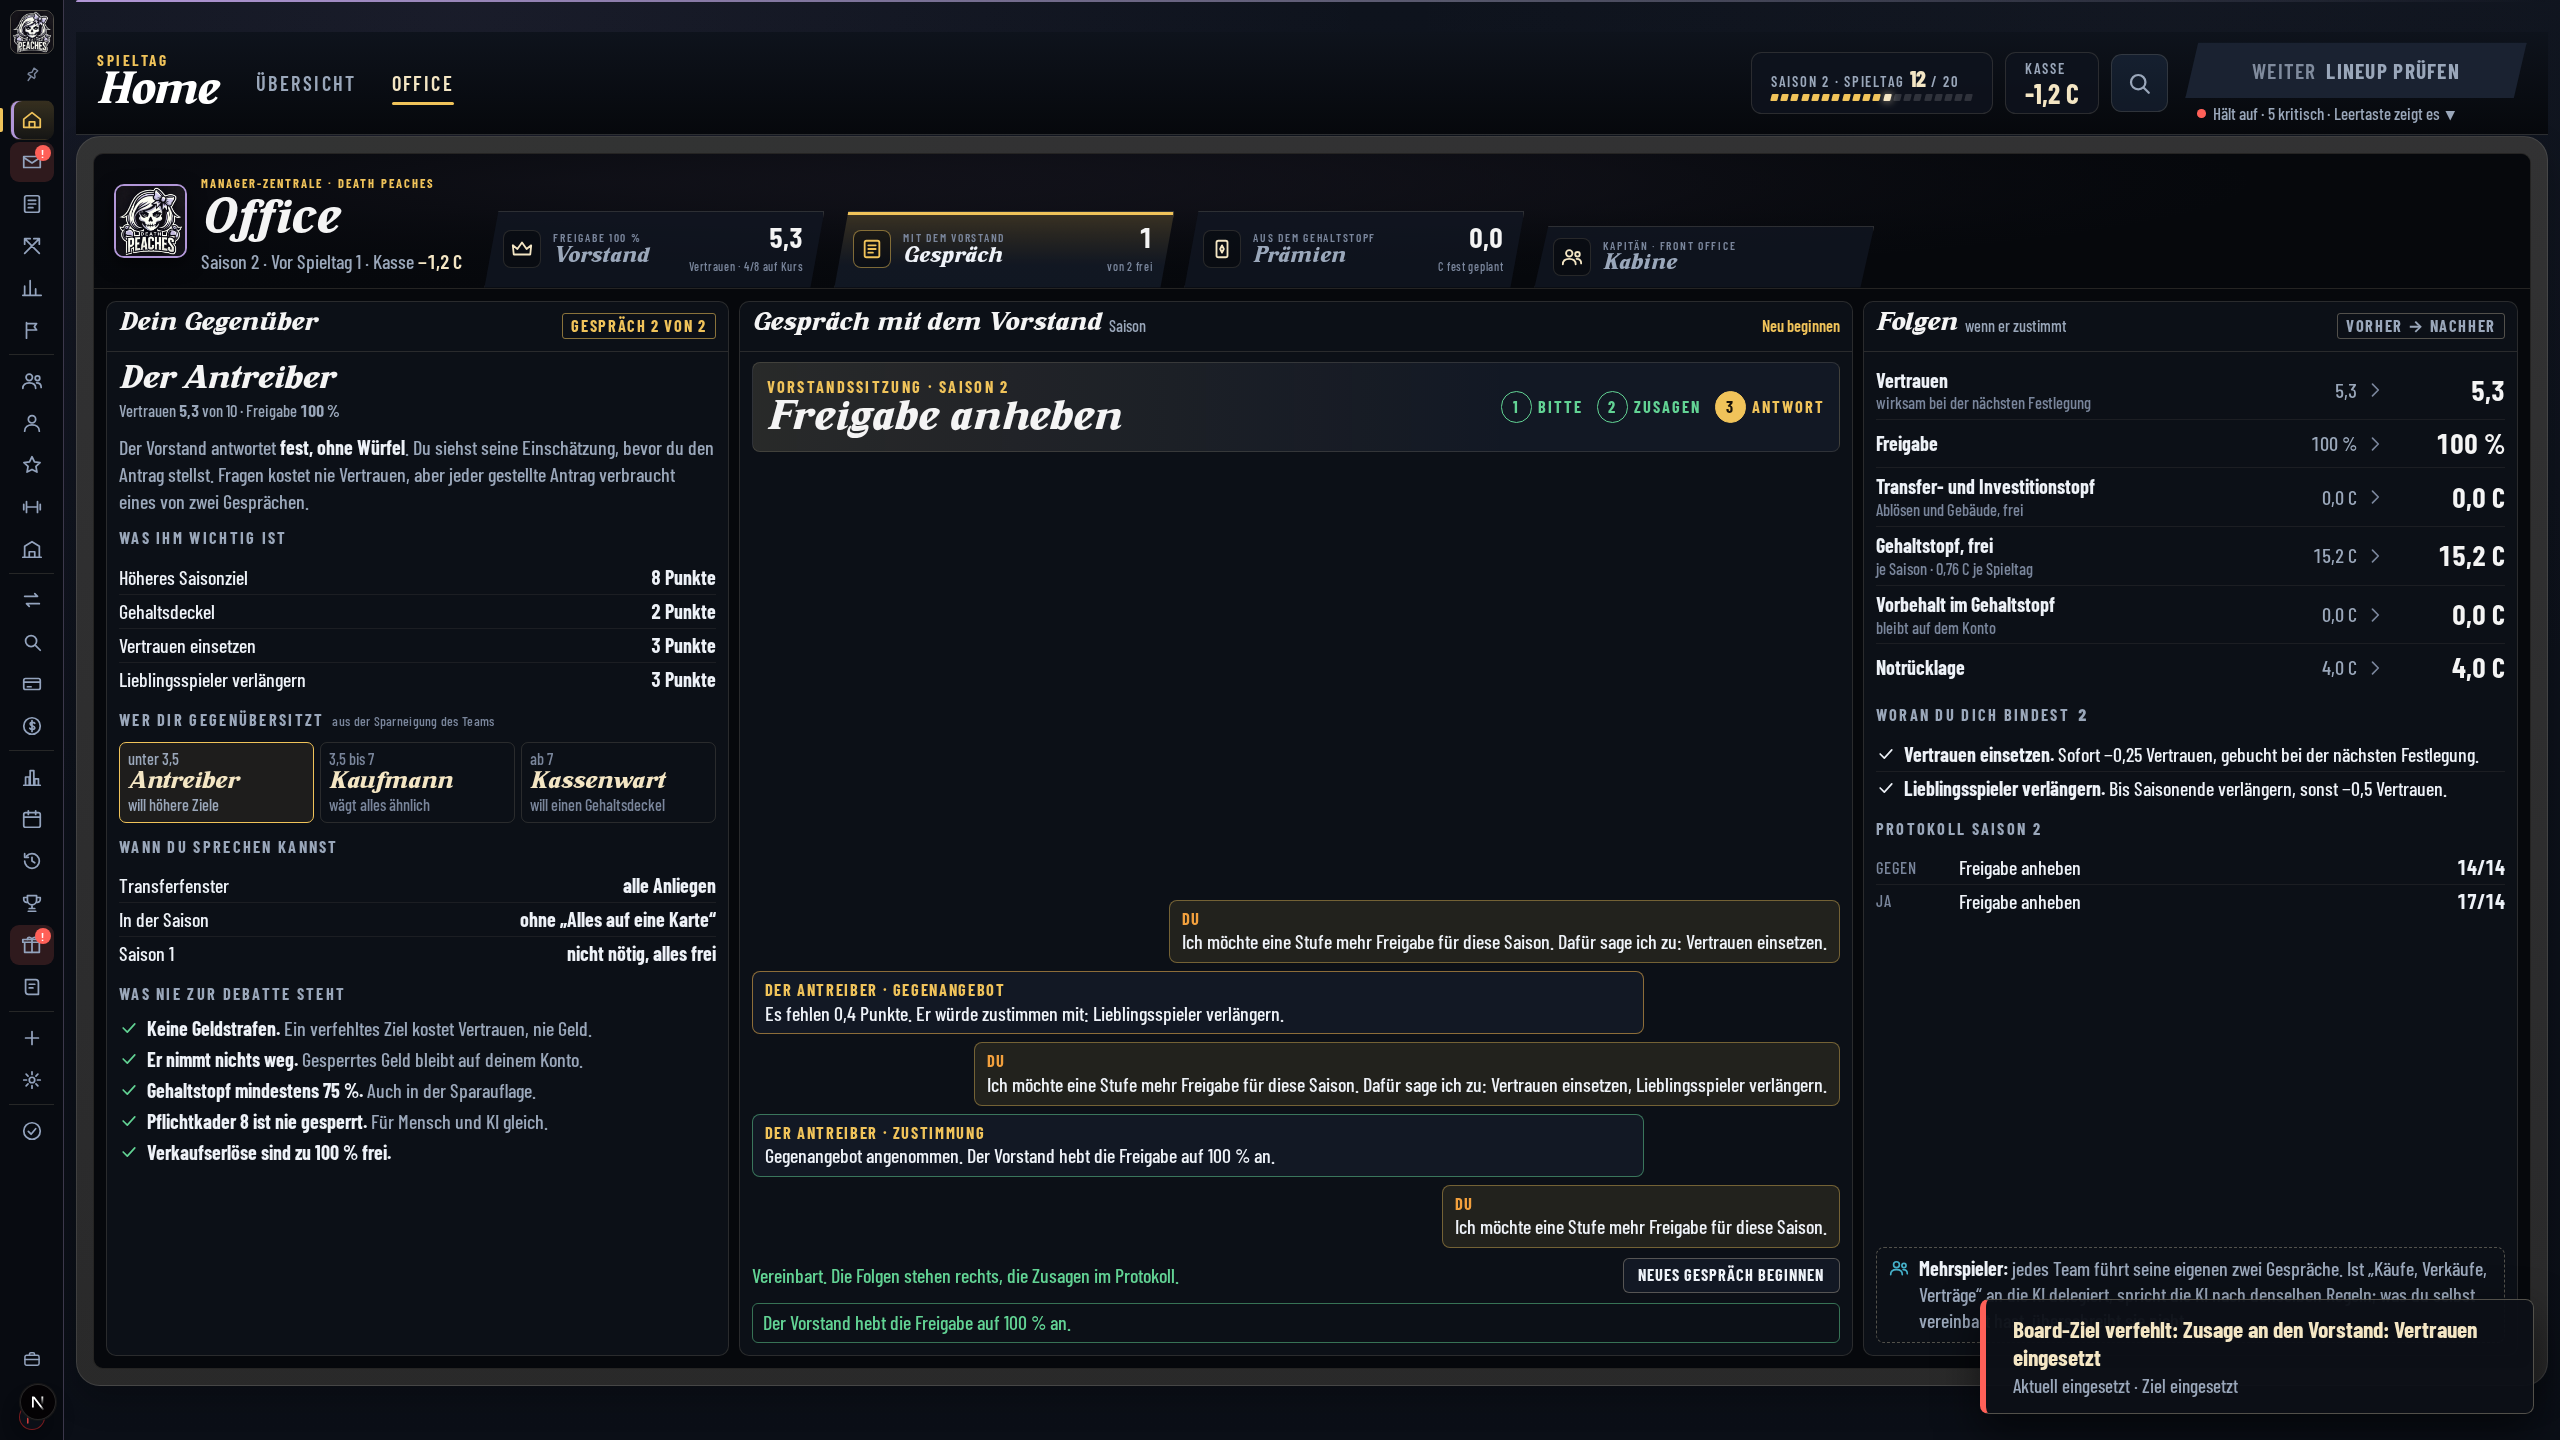 SPIELTAG
Home
ÜBERSICHT
OFFICE
SAISON 2 · SPIELTAG 12 / 20
KASSE
-1,2 C
WEITER LINEUP PRÜFEN
Hält auf · 5 kritisch · Leertaste zeigt es ▼
MANAGER-ZENTRALE · DEATH PEACHES
Office
Saison 2 · Vor Spieltag 1 · Kasse −1,2 C
FREIGABE 100 %
Vorstand
5,3
Vertrauen · 4/8 auf Kurs
MIT DEM VORSTAND
Gespräch
1
von 2 frei
AUS DEM GEHALTSTOPF
Prämien
0,0
C fest geplant
KAPITÄN · FRONT OFFICE
Kabine
Dein Gegenüber
GESPRÄCH 2 VON 2
Der Antreiber
Vertrauen 5,3 von 10 · Freigabe 100 %
Der Vorstand antwortet fest, ohne Würfel. Du siehst seine Einschätzung, bevor du den
Antrag stellst. Fragen kostet nie Vertrauen, aber jeder gestellte Antrag verbraucht
eines von zwei Gesprächen.
WAS IHM WICHTIG IST
Höheres Saisonziel 8 Punkte
Gehaltsdeckel 2 Punkte
Vertrauen einsetzen 3 Punkte
Lieblingsspieler verlängern 3 Punkte
WER DIR GEGENÜBERSITZT aus der Sparneigung des Teams
unter 3,5
Antreiber
will höhere Ziele
3,5 bis 7
Kaufmann
wägt alles ähnlich
ab 7
Kassenwart
will einen Gehaltsdeckel
WANN DU SPRECHEN KANNST
Transferfenster alle Anliegen
In der Saison ohne „Alles auf eine Karte“
Saison 1 nicht nötig, alles frei
WAS NIE ZUR DEBATTE STEHT
Keine Geldstrafen. Ein verfehltes Ziel kostet Vertrauen, nie Geld.
Er nimmt nichts weg. Gesperrtes Geld bleibt auf deinem Konto.
Gehaltstopf mindestens 75 %. Auch in der Sparauflage.
Pflichtkader 8 ist nie gesperrt. Für Mensch und KI gleich.
Verkaufserlöse sind zu 100 % frei.
Gespräch mit dem Vorstand Saison
Neu beginnen
VORSTANDSSITZUNG · SAISON 2
Freigabe anheben
1 BITTE 2 ZUSAGEN 3 ANTWORT
DU
Ich möchte eine Stufe mehr Freigabe für diese Saison. Dafür sage ich zu: Vertrauen einsetzen.
DER ANTREIBER · GEGENANGEBOT
Es fehlen 0,4 Punkte. Er würde zustimmen mit: Lieblingsspieler verlängern.
DU
Ich möchte eine Stufe mehr Freigabe für diese Saison. Dafür sage ich zu: Vertrauen einsetzen, Lieblingsspieler verlängern.
DER ANTREIBER · ZUSTIMMUNG
Gegenangebot angenommen. Der Vorstand hebt die Freigabe auf 100 % an.
DU
Ich möchte eine Stufe mehr Freigabe für diese Saison.
Vereinbart. Die Folgen stehen rechts, die Zusagen im Protokoll.
NEUES GESPRÄCH BEGINNEN
Der Vorstand hebt die Freigabe auf 100 % an.
Folgen wenn er zustimmt
VORHER → NACHHER
Vertrauen 5,3 5,3
wirksam bei der nächsten Festlegung
Freigabe 100 % 100 %
Transfer- und Investitionstopf 0,0 C 0,0 C
Ablösen und Gebäude, frei
Gehaltstopf, frei 15,2 C 15,2 C
je Saison · 0,76 C je Spieltag
Vorbehalt im Gehaltstopf 0,0 C 0,0 C
bleibt auf dem Konto
Notrücklage 4,0 C 4,0 C
WORAN DU DICH BINDEST 2
Vertrauen einsetzen. Sofort −0,25 Vertrauen, gebucht bei der nächsten Festlegung.
Lieblingsspieler verlängern. Bis Saisonende verlängern, sonst −0,5 Vertrauen.
PROTOKOLL SAISON 2
GEGEN Freigabe anheben 14/14
JA Freigabe anheben 17/14
Mehrspieler: jedes Team führt seine eigenen zwei Gespräche. Ist „Käufe, Verkäufe,
Verträge“ an die KI delegiert, spricht die KI nach denselben Regeln; was du selbst
Board-Ziel verfehlt: Zusage an den Vorstand: Vertrauen
eingesetzt
Aktuell eingesetzt · Ziel eingesetzt